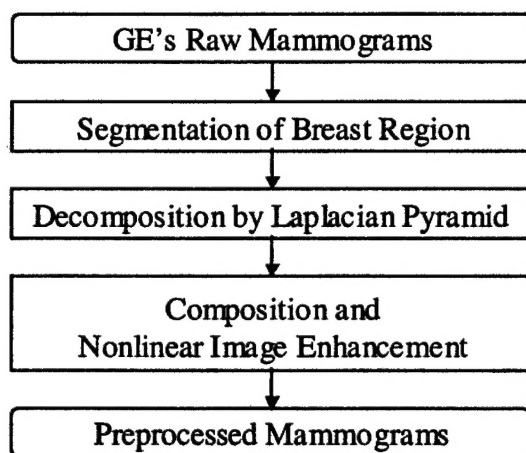 GE's Raw Mammograms
Segmentation of Breast Region
Decomposition by Laplacian Pyramid
Composition and
Nonlinear Image Enhancement
Preprocessed Mammograms